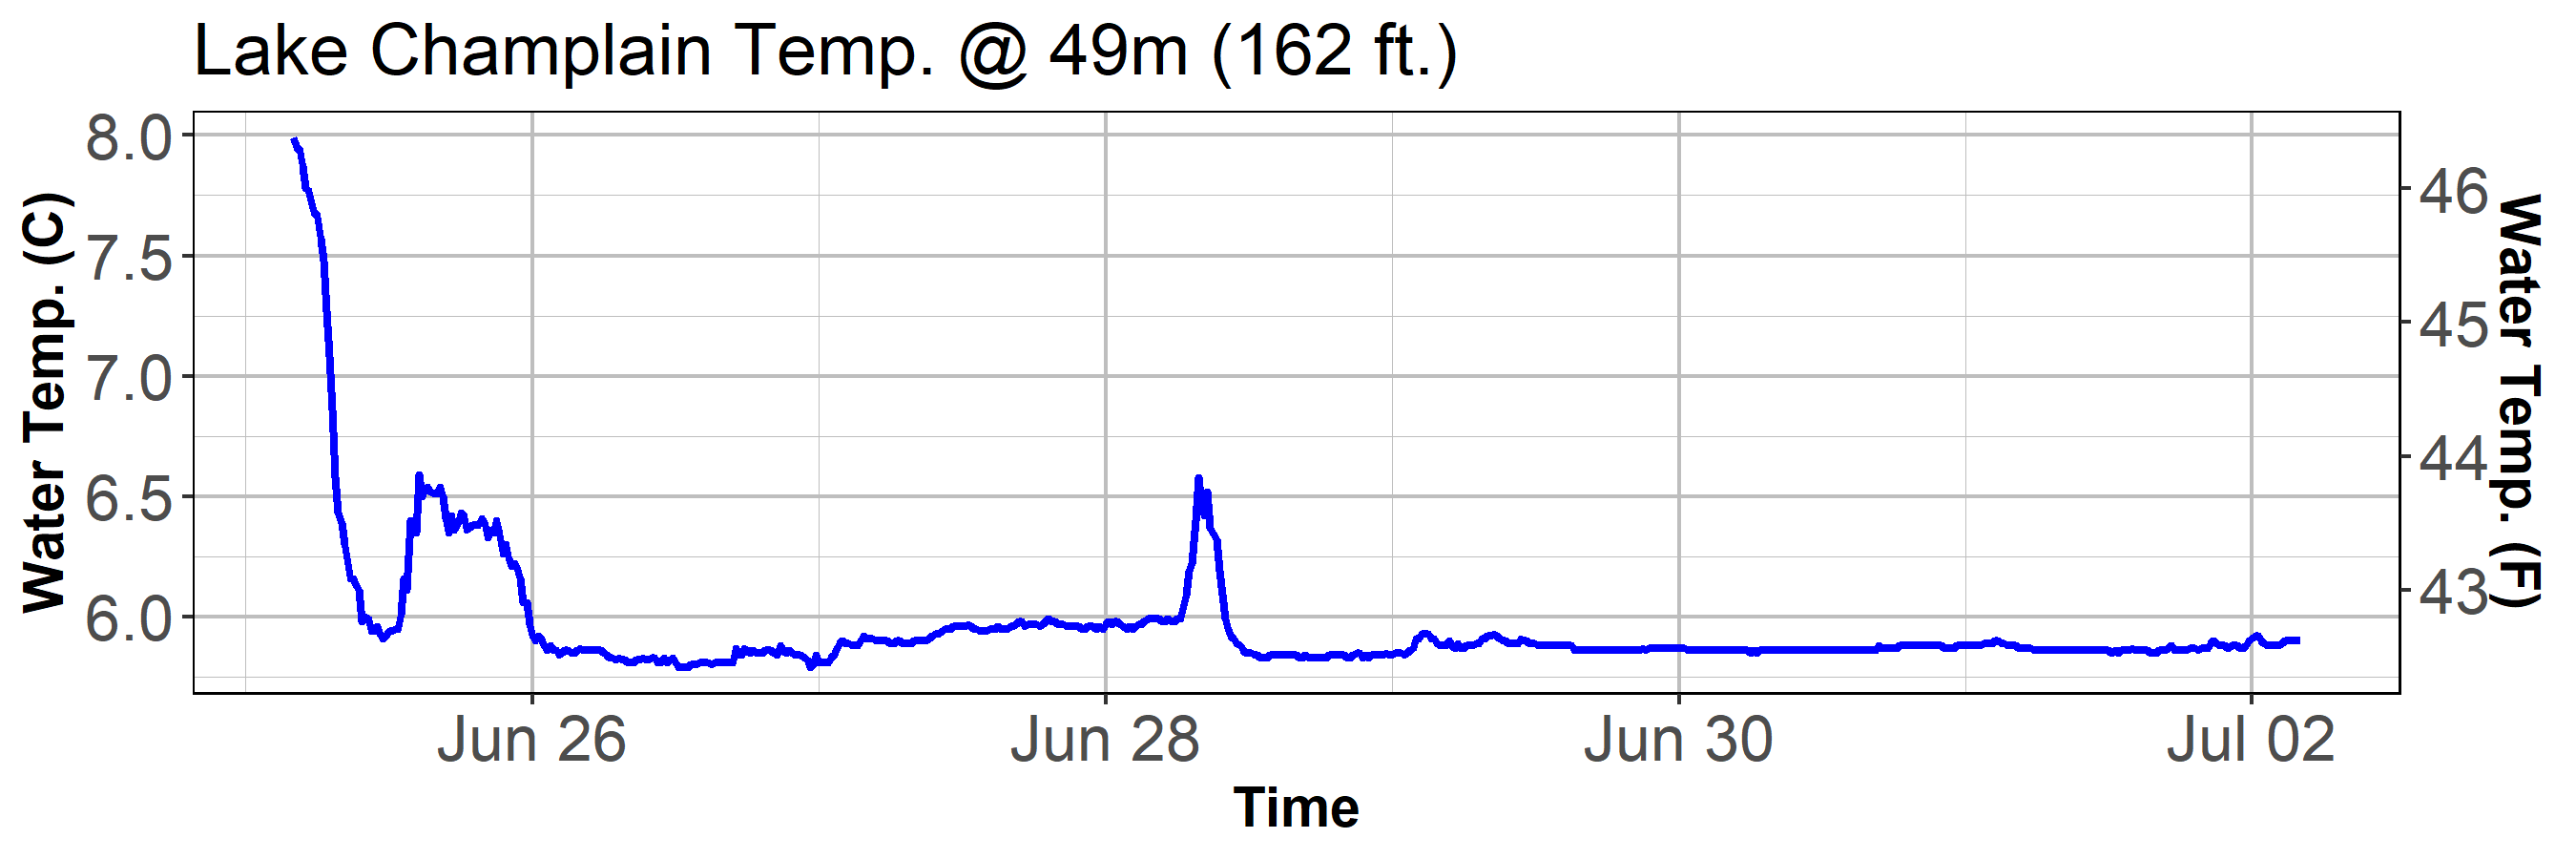 Lake Champlain Temp. @ 49m (162 ft.)
8.0
7.5
7.0
6.5
6.0
Water Temp. (C)
46
45
44
43
Water Temp. (F)
Jun 26 Jun 28 Jun 30 Jul 02
Time